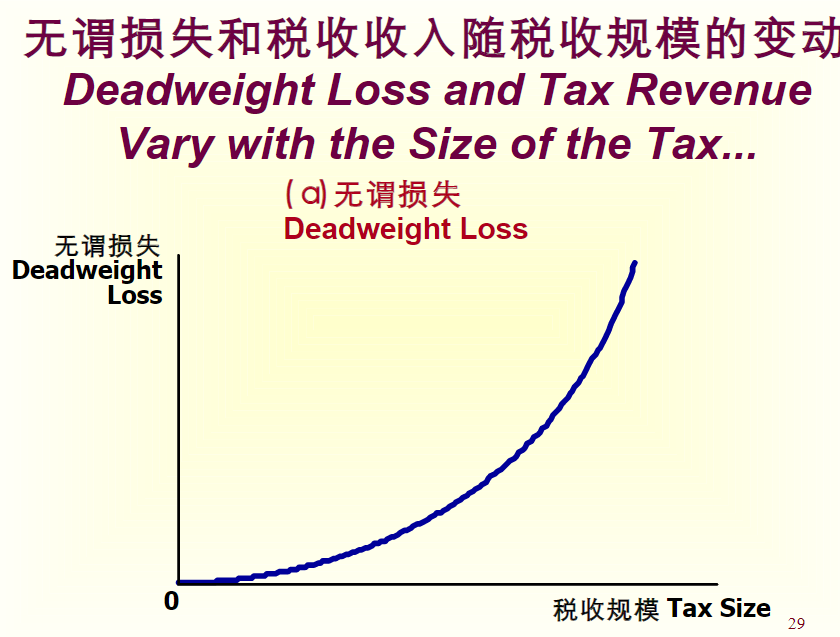 无谓损失和税收收入随税收规模的变动
Deadweight Loss and Tax Revenue
Vary with the Size of the Tax...
(a)无谓损失
Deadweight Loss
无谓损失
Deadweight
Loss
0
税收规模 Tax Size
29